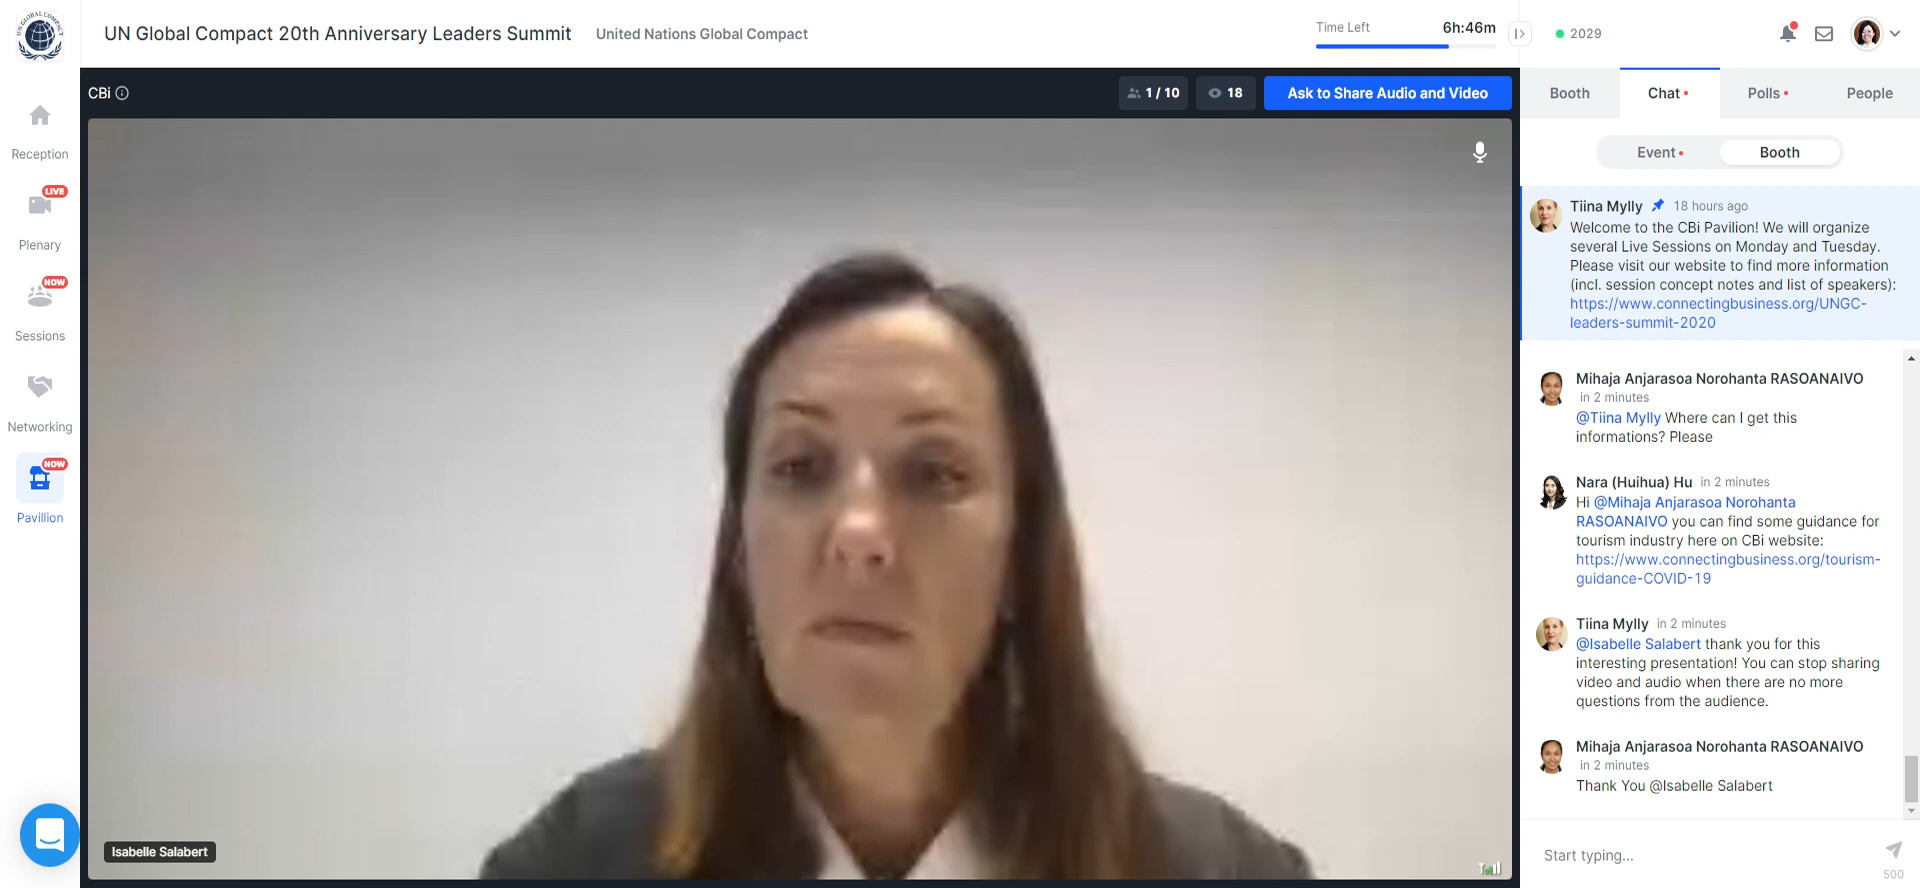 UN GLOBAL COMPACT
UN Global Compact 20th Anniversary Leaders Summit
United Nations Global Compact
Time Left
6h:46m
2029
Reception
LIVE
Plenary
NOW
Sessions
Networking
NOW
Pavillion
CBi
1 / 10
18
Ask to Share Audio and Video
Isabelle Salabert
Booth
Chat
Polls
People
Event
Booth
Tiina Mylly 18 hours ago
Welcome to the CBi Pavilion! We will organize
several Live Sessions on Monday and Tuesday.
Please visit our website to find more information
(incl. session concept notes and list of speakers):
https://www.connectingbusiness.org/UNGC-
leaders-summit-2020
Mihaja Anjarasoa Norohanta RASOANAIVO
in 2 minutes
@Tiina Mylly Where can I get this
informations? Please
Nara (Huihua) Hu in 2 minutes
Hi @Mihaja Anjarasoa Norohanta
RASOANAIVO you can find some guidance for
tourism industry here on CBi website:
https://www.connectingbusiness.org/tourism-
guidance-COVID-19
Tiina Mylly in 2 minutes
@Isabelle Salabert thank you for this
interesting presentation! You can stop sharing
video and audio when there are no more
questions from the audience.
Mihaja Anjarasoa Norohanta RASOANAIVO
in 2 minutes
Thank You @Isabelle Salabert
Start typing...
500